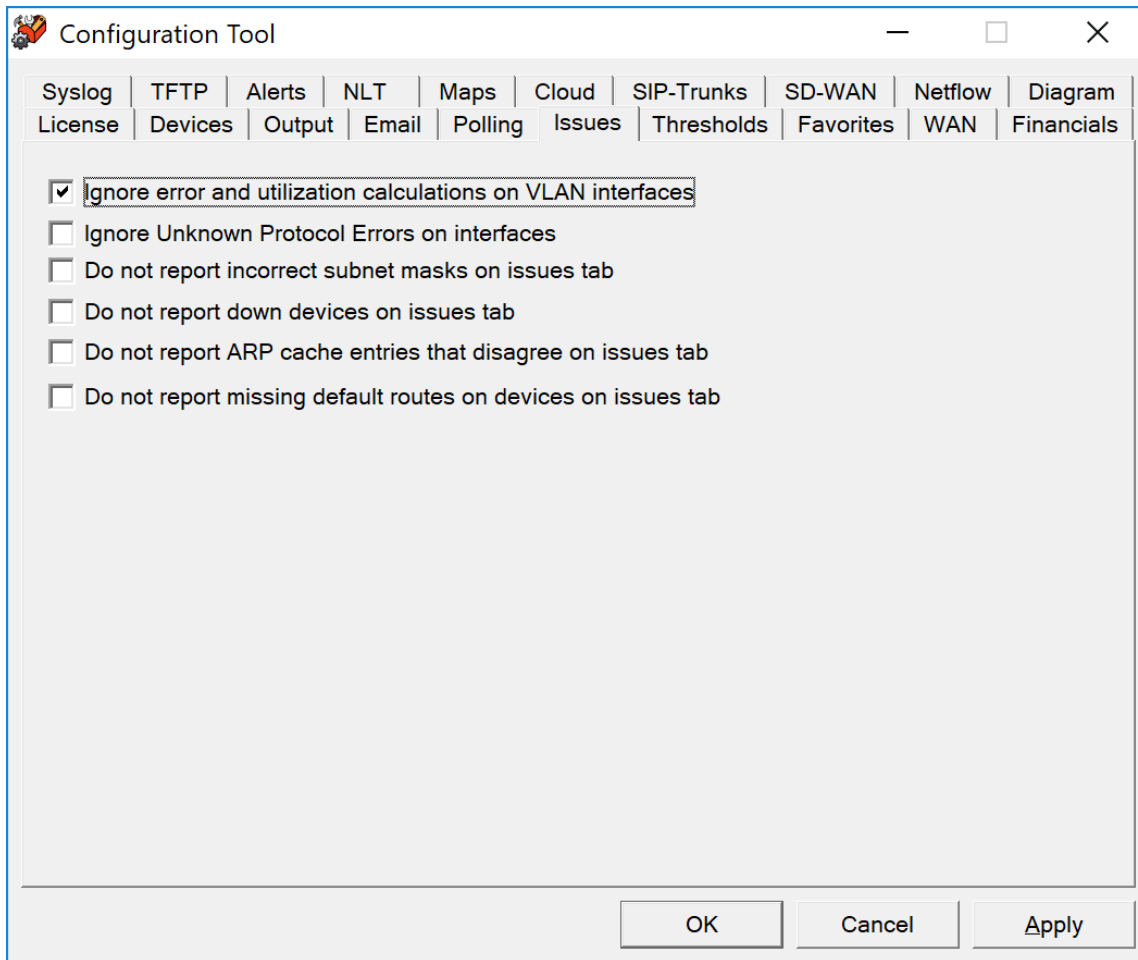 Configuration Tool
Syslog TFTP Alerts NLT Maps Cloud SIP-Trunks SD-WAN Netflow Diagram
License Devices Output Email Polling Issues Thresholds Favorites WAN Financials
Ignore error and utilization calculations on VLAN interfaces
Ignore Unknown Protocol Errors on interfaces
Do not report incorrect subnet masks on issues tab
Do not report down devices on issues tab
Do not report ARP cache entries that disagree on issues tab
Do not report missing default routes on devices on issues tab
OK Cancel Apply